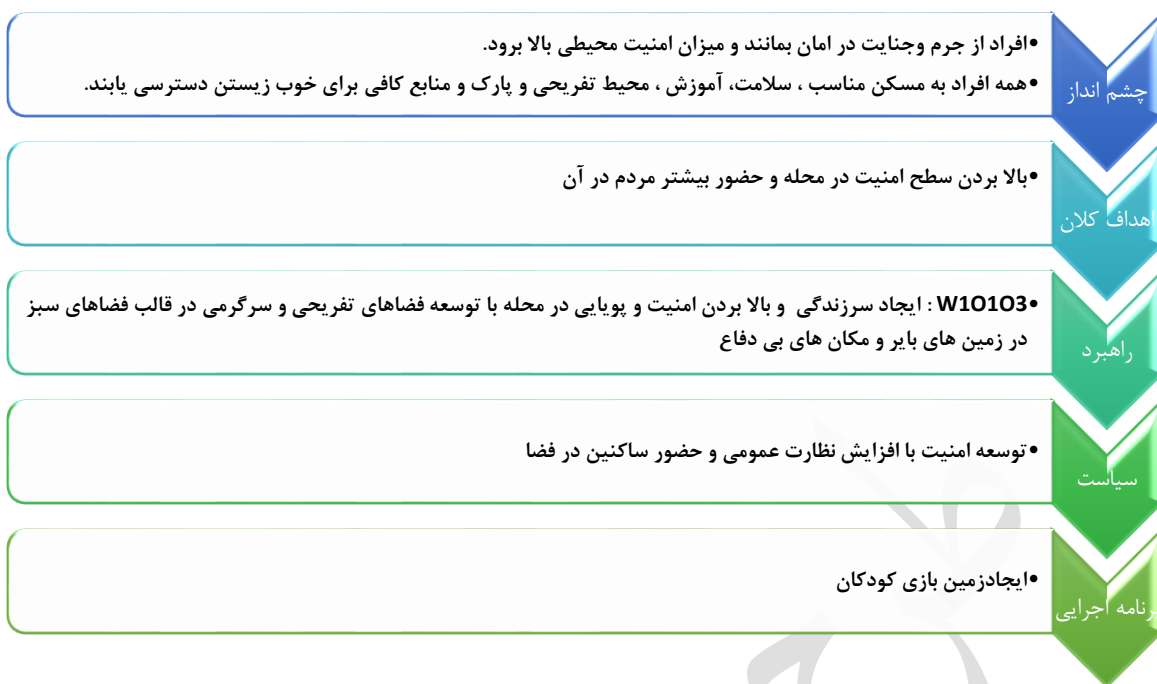 چشم انداز
•افراد از جرم وجنایت در امان بمانند و میزان امنیت محیطی بالا برود.
•همه افراد به مسکن مناسب ، سلامت، آموزش ، محیط تفریحی و پارک و منابع کافی برای خوب زیستن دسترسی یابند.
اهداف کلان
•بالا بردن سطح امنیت در محله و حضور بیشتر مردم در آن
راهبرد
•W1O1O3 : ایجاد سرزندگی و بالا بردن امنیت و پویایی در محله با توسعه فضاهای تفریحی و سرگرمی در قالب فضاهای سبز
در زمین های بایر و مکان های بی دفاع
سیاست
•توسعه امنیت با افزایش نظارت عمومی و حضور ساکنین در فضا
برنامه اجرایی
•ایجادزمین بازی کودکان